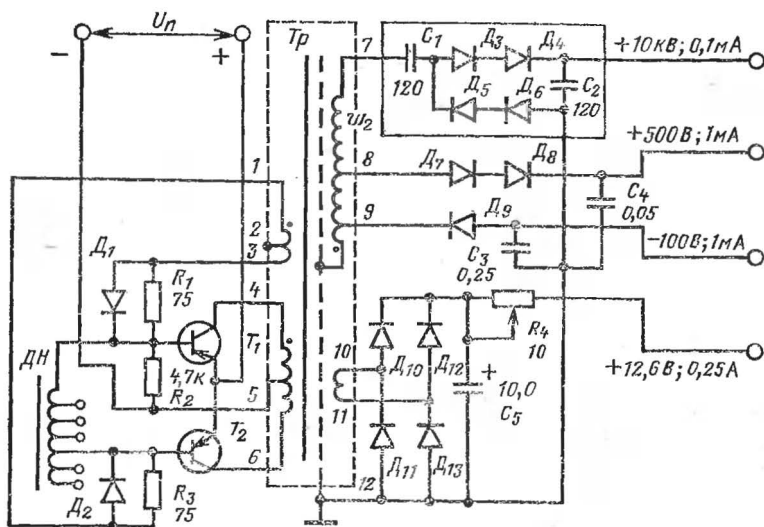 Uп
−
+
Тр
7
C₁
120
Д₃
Д₄
Д₅
Д₆
C₂
120
+10кВ; 0,1мА
ω₂
1
8
Д₇
Д₈
+500В; 1мА
2
3
9
Д₉
C₄
0,05
C₃
0,25
−100В; 1мА
Д₁
R₁
75
4
T₁
ДН
4,7к
R₂
5
10
Д₁₀
Д₁₂
R₄
10
+12,6В; 0,25А
11
+
10,0
C₅
T₂
6
Д₂
R₃
75
Д₁₁
Д₁₃
12